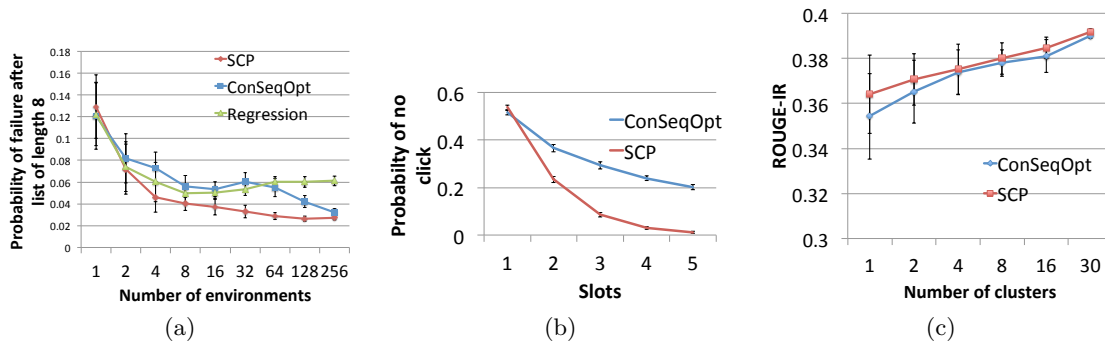 Probability of failure after
list of length 8
0.18
0.16
0.14
0.12
0.1
0.08
0.06
0.04
0.02
0
SCP
ConSeqOpt
Regression
1 2 4 8 16 32 64 128 256
Number of environments
(a)
Probability of no
click
0.6
0.4
0.2
0
ConSeqOpt
SCP
1 2 3 4 5
Slots
(b)
ROUGE-IR
0.4
0.38
0.36
0.34
0.32
0.3
ConSeqOpt
SCP
1 2 4 8 16 30
Number of clusters
(c)